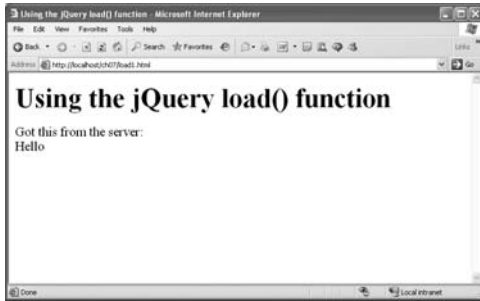 Using the jQuery load() function - Microsoft Internet Explorer
File Edit View Favorites Tools Help
Back Search Favorites Links
Address http://localhost/ch07/load1.html Go
Using the jQuery load() function
Got this from the server:
Hello
Done Local intranet